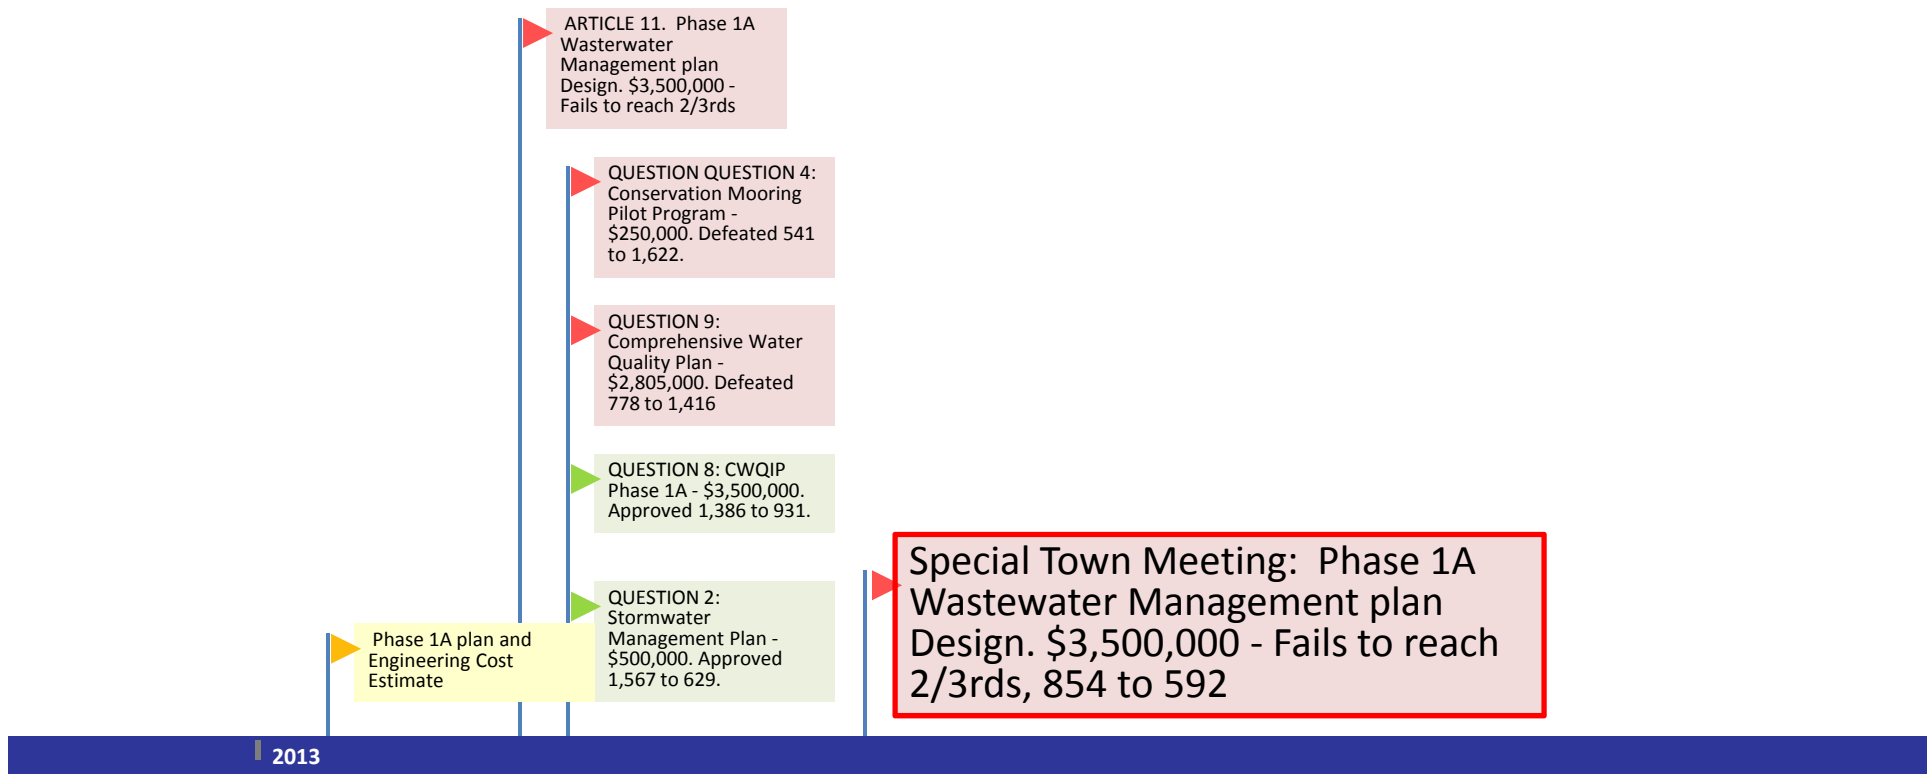 ARTICLE 11.  Phase 1A
Wasterwater
Management plan
Design. $3,500,000 -
Fails to reach 2/3rds
QUESTION QUESTION 4:
Conservation Mooring
Pilot Program -
$250,000. Defeated 541
to 1,622.
QUESTION 9:
Comprehensive Water
Quality Plan -
$2,805,000. Defeated
778 to 1,416
QUESTION 8: CWQIP
Phase 1A - $3,500,000.
Approved 1,386 to 931.
QUESTION 2:
Stormwater
Management Plan -
$500,000. Approved
1,567 to 629.
Phase 1A plan and
Engineering Cost
Estimate
Special Town Meeting:  Phase 1A
Wastewater Management plan
Design. $3,500,000 - Fails to reach
2/3rds, 854 to 592
2013